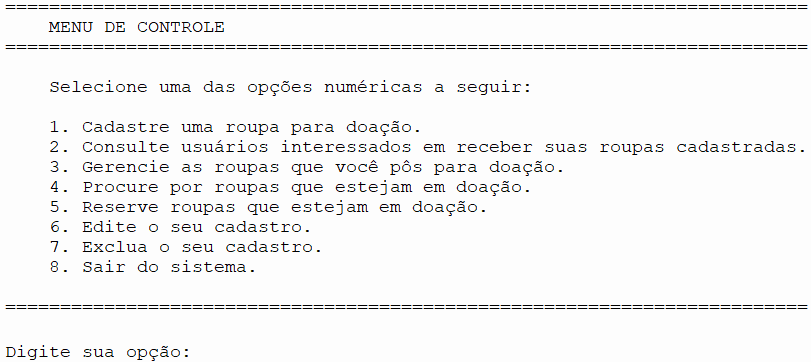 =========================================================================
MENU DE CONTROLE
=========================================================================
Selecione uma das opções numéricas a seguir:
1. Cadastre uma roupa para doação.
2. Consulte usuários interessados em receber suas roupas cadastradas.
3. Gerencie as roupas que você pôs para doação.
4. Procure por roupas que estejam em doação.
5. Reserve roupas que estejam em doação.
6. Edite o seu cadastro.
7. Exclua o seu cadastro.
8. Sair do sistema.
=========================================================================
Digite sua opção: